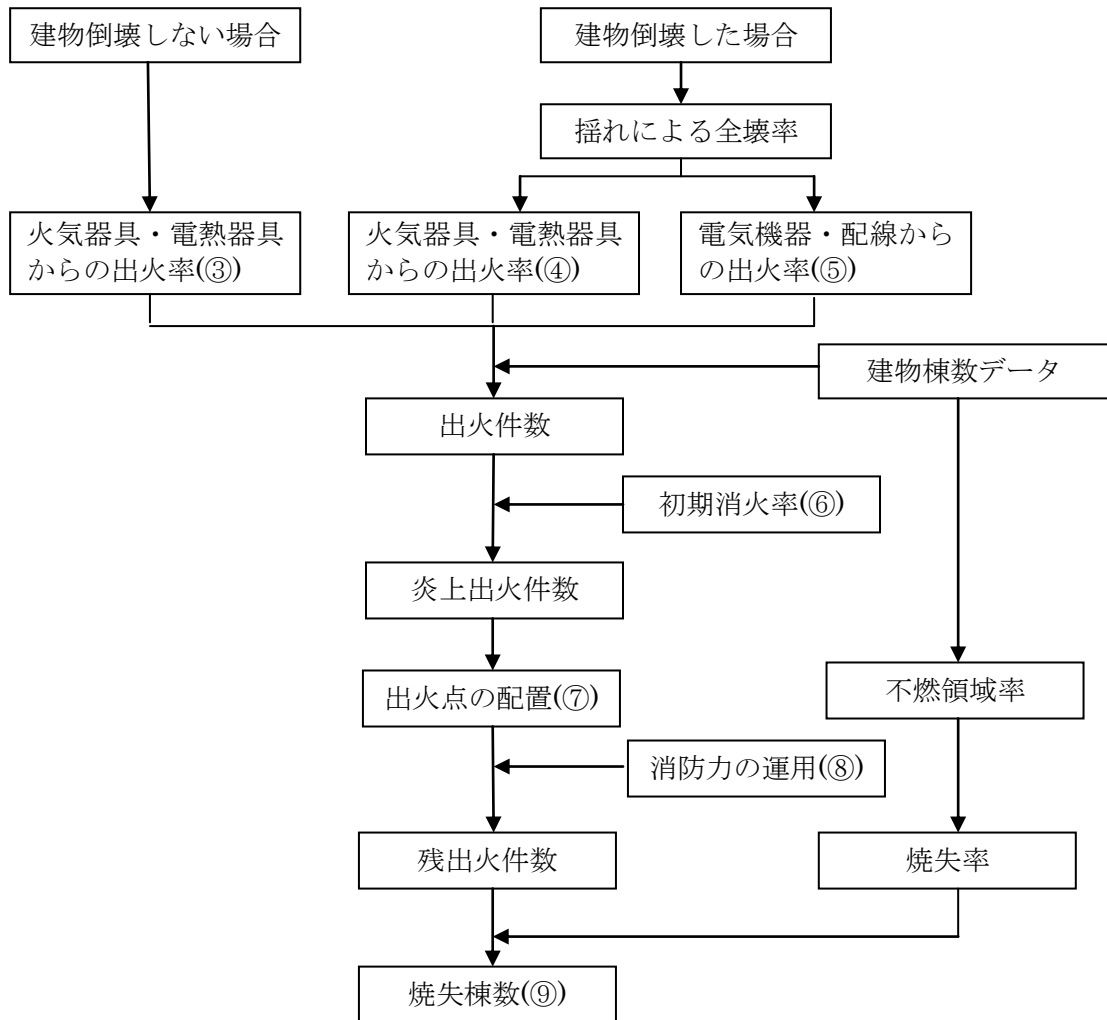 建物倒壊しない場合
建物倒壊した場合
揺れによる全壊率
火気器具・電熱器具
からの出火率(③)
火気器具・電熱器具
からの出火率(④)
電気機器・配線から
の出火率(⑤)
建物棟数データ
出火件数
初期消火率(⑥)
炎上出火件数
出火点の配置(⑦)
不燃領域率
消防力の運用(⑧)
残出火件数
焼失率
焼失棟数(⑨)